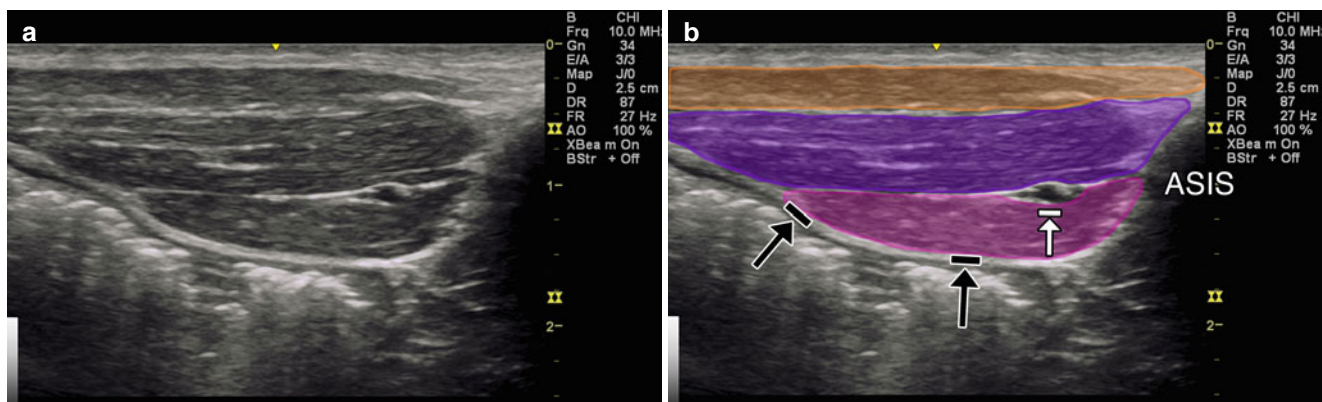 a
B CHI
Frq 10.0 MHz
Gn 34
E/A 3/3
Map J/0
D 2.5 cm
DR 87
FR 27 Hz
AO 100 %
XBea m On
BStr + Off
0
1
2
b
B CHI
Frq 10.0 MHz
Gn 34
E/A 3/3
Map J/0
D 2.5 cm
DR 87
FR 27 Hz
AO 100 %
XBea m On
BStr + Off
0
ASIS
2